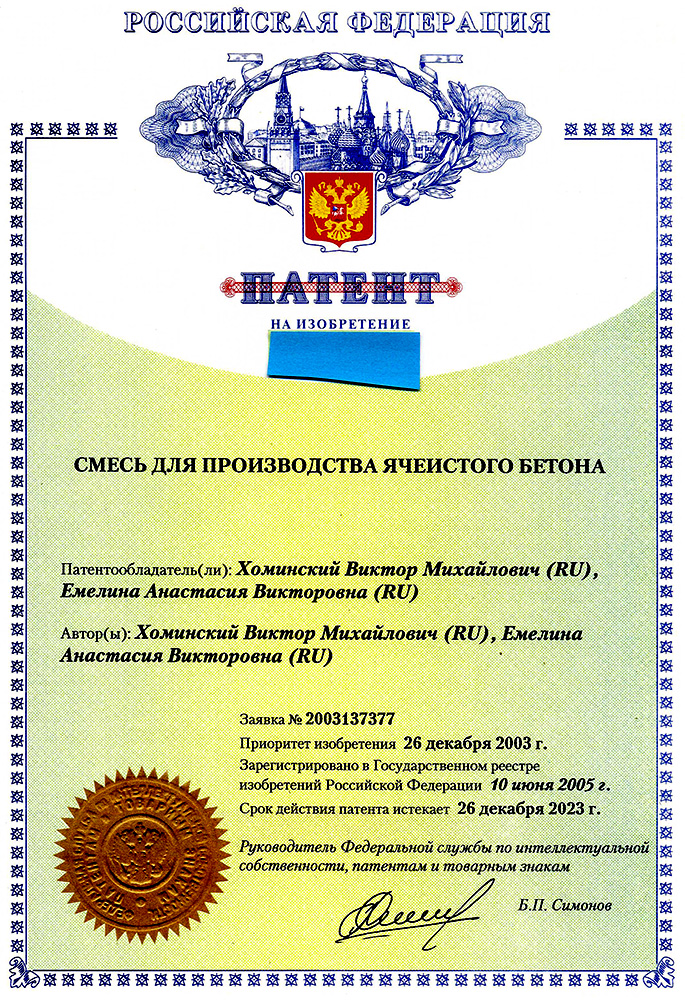 РОССИЙСКАЯ ФЕДЕРАЦИЯ
ПАТЕНТ
НА ИЗОБРЕТЕНИЕ
СМЕСЬ ДЛЯ ПРОИЗВОДСТВА ЯЧЕИСТОГО БЕТОНА
Патентообладатель(ли): Хоминский Виктор Михайлович (RU),
Емелина Анастасия Викторовна (RU)
Автор(ы): Хоминский Виктор Михайлович (RU), Емелина
Анастасия Викторовна (RU)
Заявка № 2003137377
Приоритет изобретения 26 декабря 2003 г.
Зарегистрировано в Государственном реестре
изобретений Российской Федерации 10 июня 2005 г.
Срок действия патента истекает 26 декабря 2023 г.
Руководитель Федеральной службы по интеллектуальной
собственности, патентам и товарным знакам
Б.П. Симонов